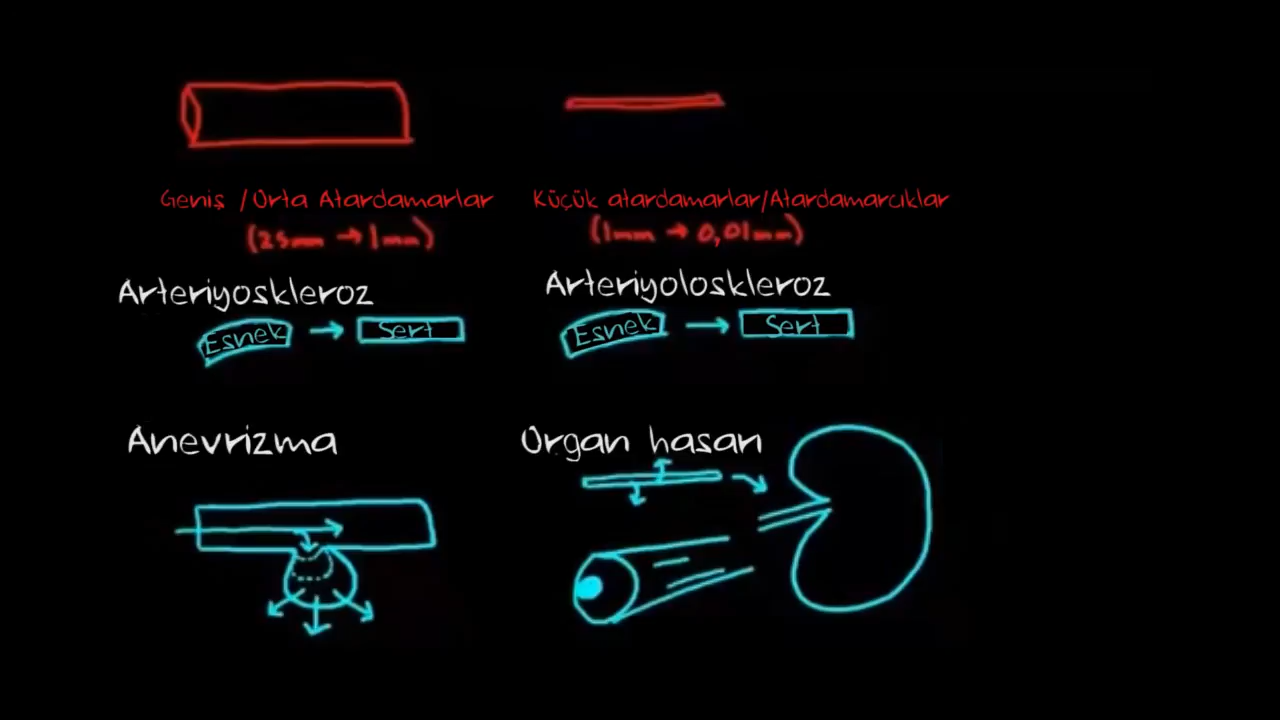 Geniş /Orta Atardamarlar
(25mm → 1mm)
Küçük atardamarlar/Atardamarcıklar
(1mm → 0,01mm)
Arteriyoskleroz
Esnek → Sert
Arteriyoloskleroz
Esnek → Sert
Anevrizma
Organ hasarı